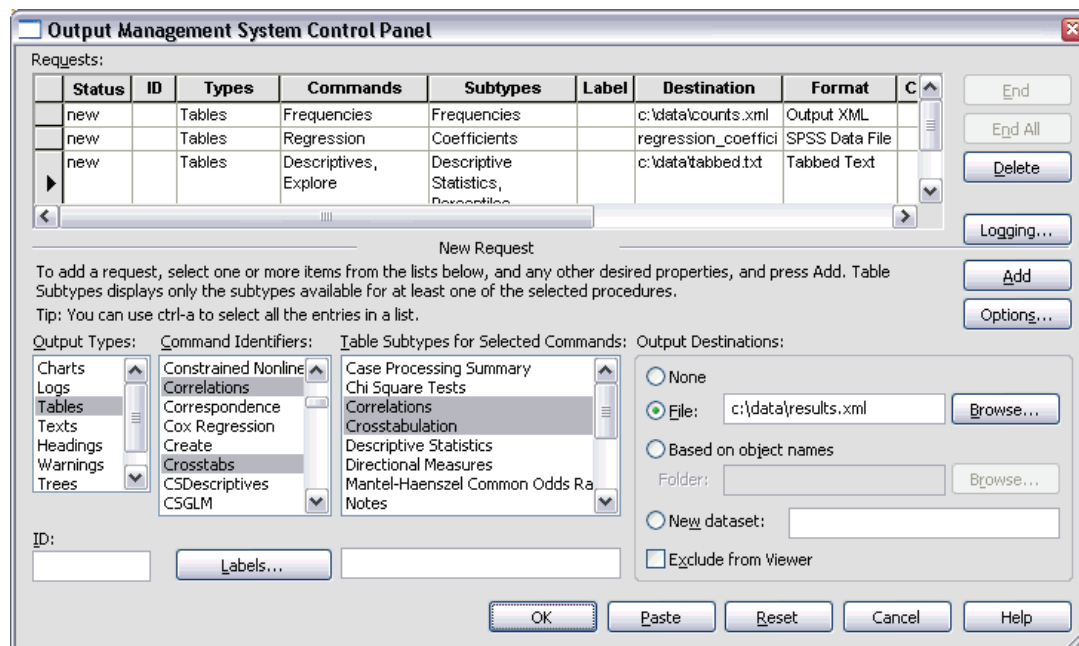 Output Management System Control Panel
Requests:
Status ID Types Commands Subtypes Label Destination Format C
new Tables Frequencies Frequencies c:\data\counts.xml Output XML
new Tables Regression Coefficients regression_coeffici SPSS Data File
new Tables Descriptives, Descriptive c:\data\tabbed.txt Tabbed Text
Explore Statistics,
Percentiles
End
End All
Delete
Logging...
New Request
To add a request, select one or more items from the lists below, and any other desired properties, and press Add. Table
Subtypes displays only the subtypes available for at least one of the selected procedures.
Tip: You can use ctrl-a to select all the entries in a list.
Add
Options...
Output Types:
Charts
Logs
Tables
Texts
Headings
Warnings
Trees
Command Identifiers:
Constrained Nonline
Correlations
Correspondence
Cox Regression
Create
Crosstabs
CSDescriptives
CSGLM
Table Subtypes for Selected Commands:
Case Processing Summary
Chi Square Tests
Correlations
Crosstabulation
Descriptive Statistics
Directional Measures
Mantel-Haenszel Common Odds Ra
Notes
Output Destinations:
None
File: c:\data\results.xml Browse...
Based on object names
Folder: Browse...
New dataset:
Exclude from Viewer
ID:
Labels...
OK Paste Reset Cancel Help